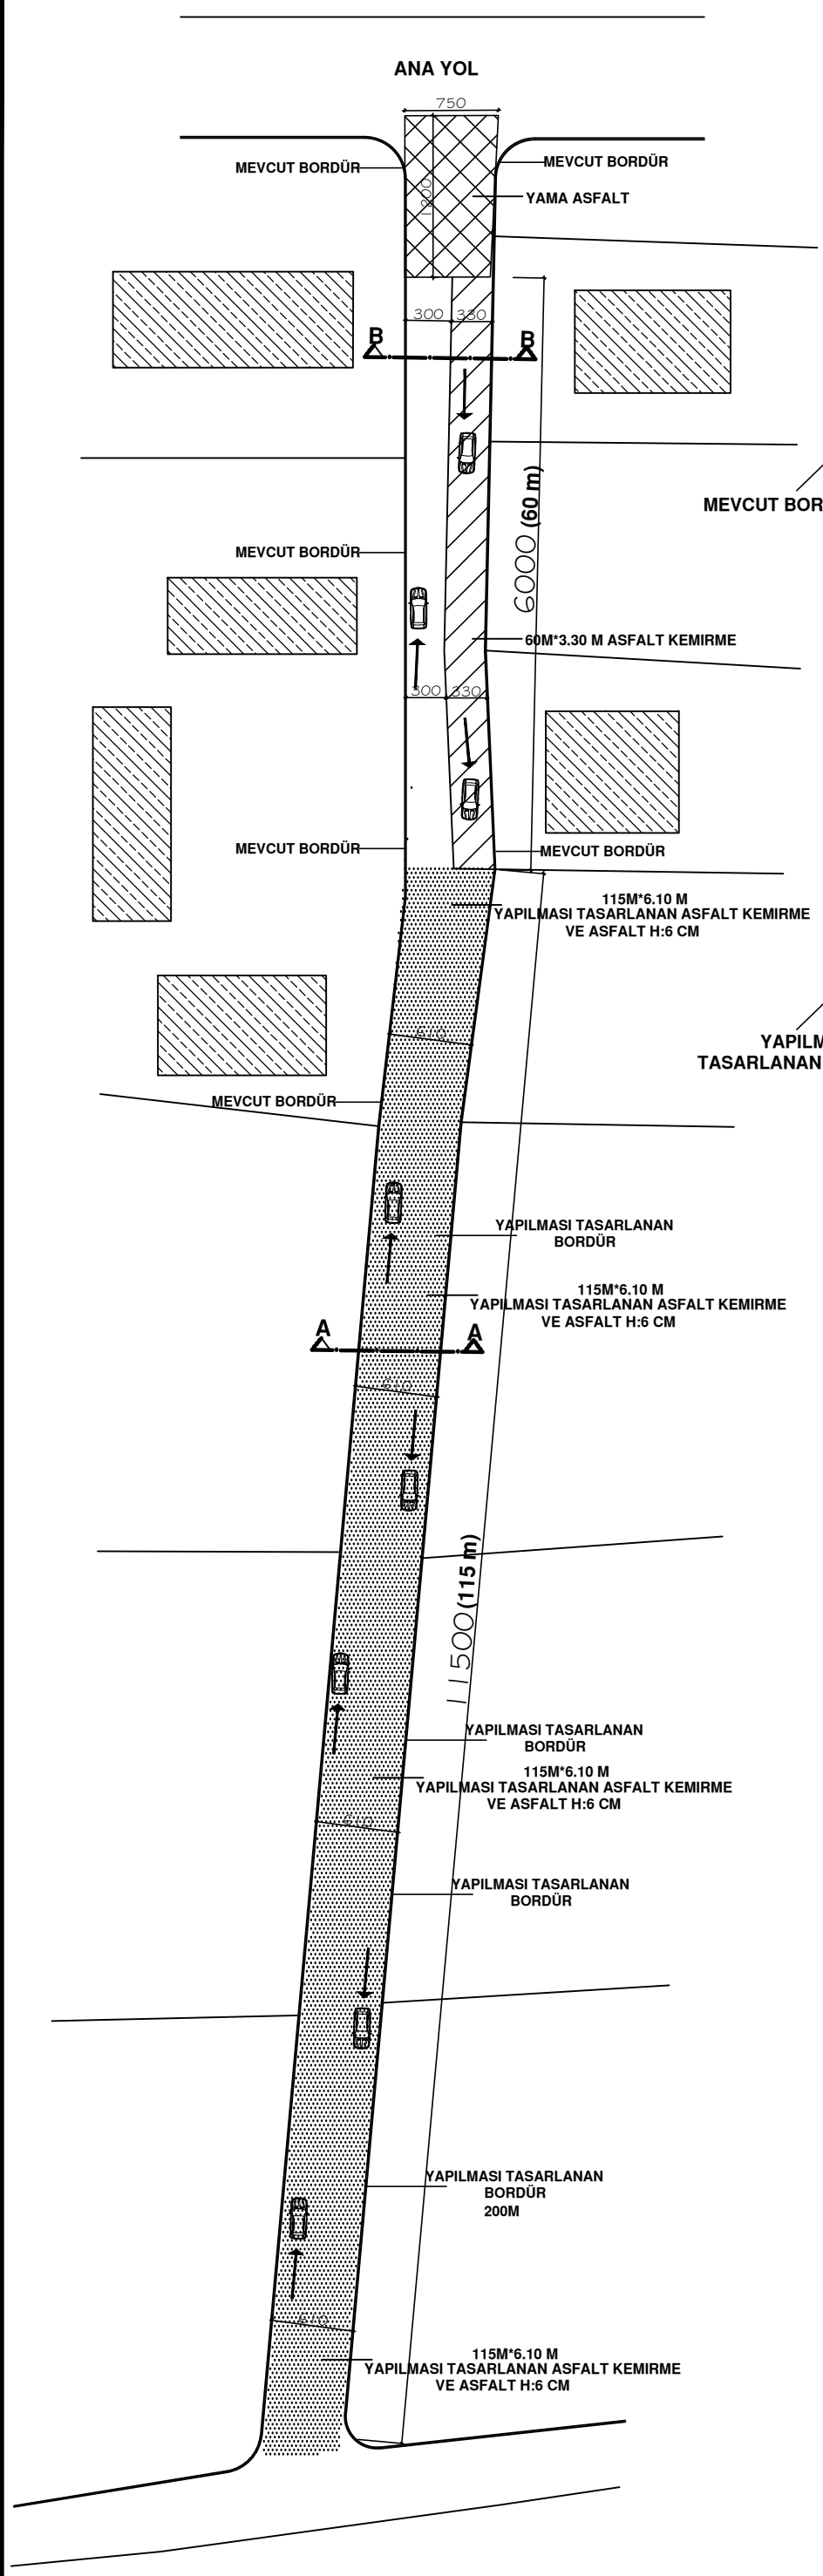 ANA YOL
750
MEVCUT BORDÜR
MEVCUT BORDÜR
1200
YAMA ASFALT
300
330
B
B
6000 (60 m)
MEVCUT BOR
MEVCUT BORDÜR
60M*3.30 M ASFALT KEMIRME
300
330
MEVCUT BORDÜR
MEVCUT BORDÜR
115M*6.10 M
YAPILMASI TASARLANAN ASFALT KEMIRME
VE ASFALT H:6 CM
610
YAPILM
TASARLANAN
MEVCUT BORDÜR
YAPILMASI TASARLANAN
BORDÜR
115M*6.10 M
YAPILMASI TASARLANAN ASFALT KEMIRME
VE ASFALT H:6 CM
A
A
610
11500 (115 m)
YAPILMASI TASARLANAN
BORDÜR
115M*6.10 M
YAPILMASI TASARLANAN ASFALT KEMIRME
VE ASFALT H:6 CM
610
YAPILMASI TASARLANAN
BORDÜR
YAPILMASI TASARLANAN
BORDÜR
200M
610
115M*6.10 M
YAPILMASI TASARLANAN ASFALT KEMIRME
VE ASFALT H:6 CM